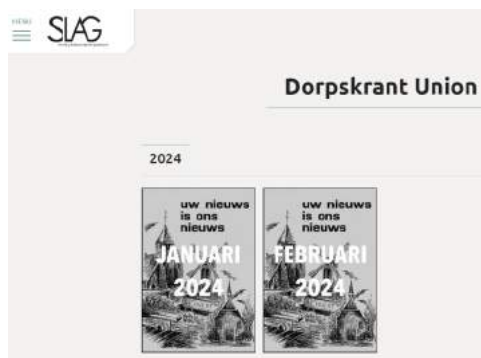 MENU
SLAG
Dorpskrant Union
2024
uw nieuws
is ons
nieuws
JANUARI
2024
uw nieuws
is ons
nieuws
FEBRUARI
2024